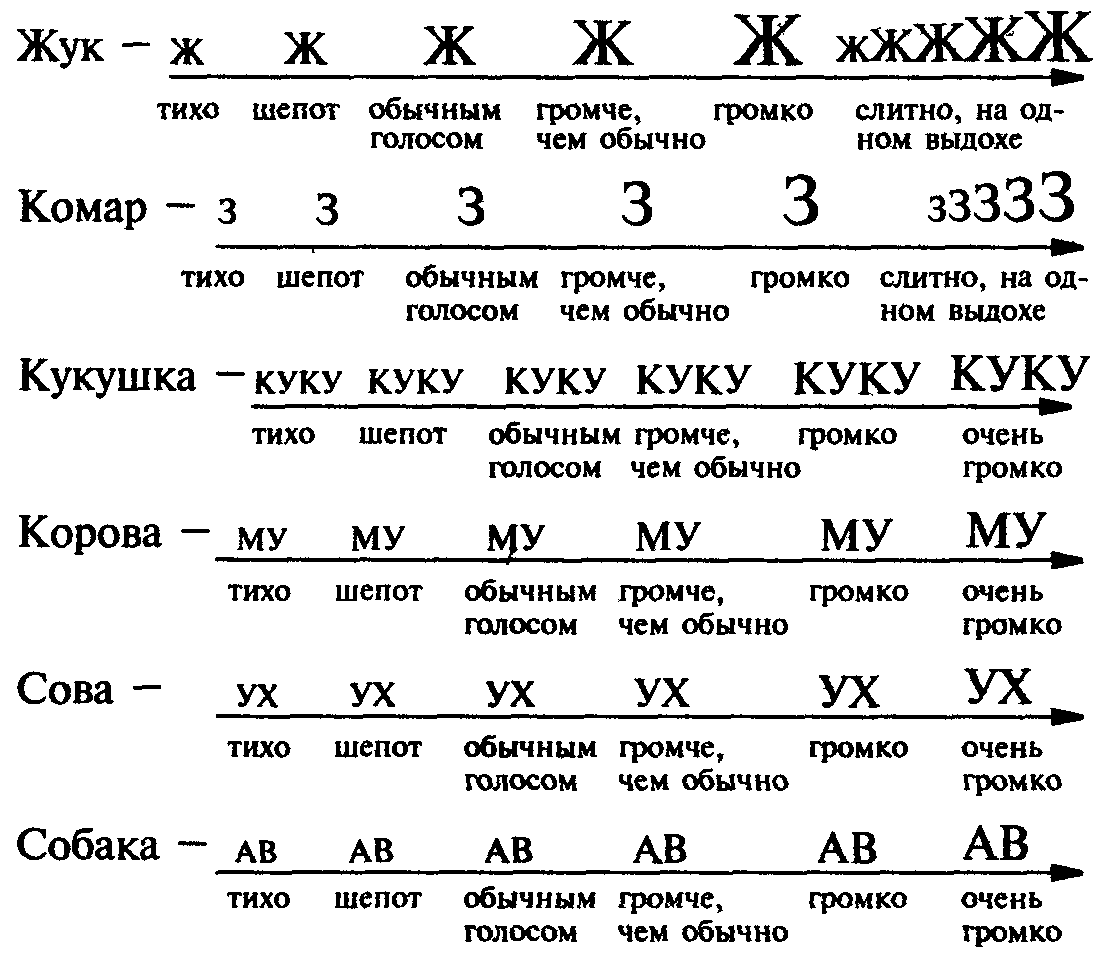 Жук – Ж Ж Ж Ж Ж ЖЖЖЖЖ
тихо шепот обычным громче, громко слитно, на од-
голосом чем обычно ном выдохе
Комар – З З З З З ЗЗЗЗЗ
тихо шепот обычным громче, громко слитно, на од-
голосом чем обычно ном выдохе
Кукушка – КУКУ КУКУ КУКУ КУКУ КУКУ КУКУ
тихо шепот обычным громче, громко очень
голосом чем обычно громко
Корова – МУ МУ МУ МУ МУ МУ
тихо шепот обычным громче, громко очень
голосом чем обычно громко
Сова – УХ УХ УХ УХ УХ УХ
тихо шепот обычным громче, громко очень
голосом чем обычно громко
Собака – АВ АВ АВ АВ АВ АВ
тихо шепот обычным громче, громко очень
голосом чем обычно громко